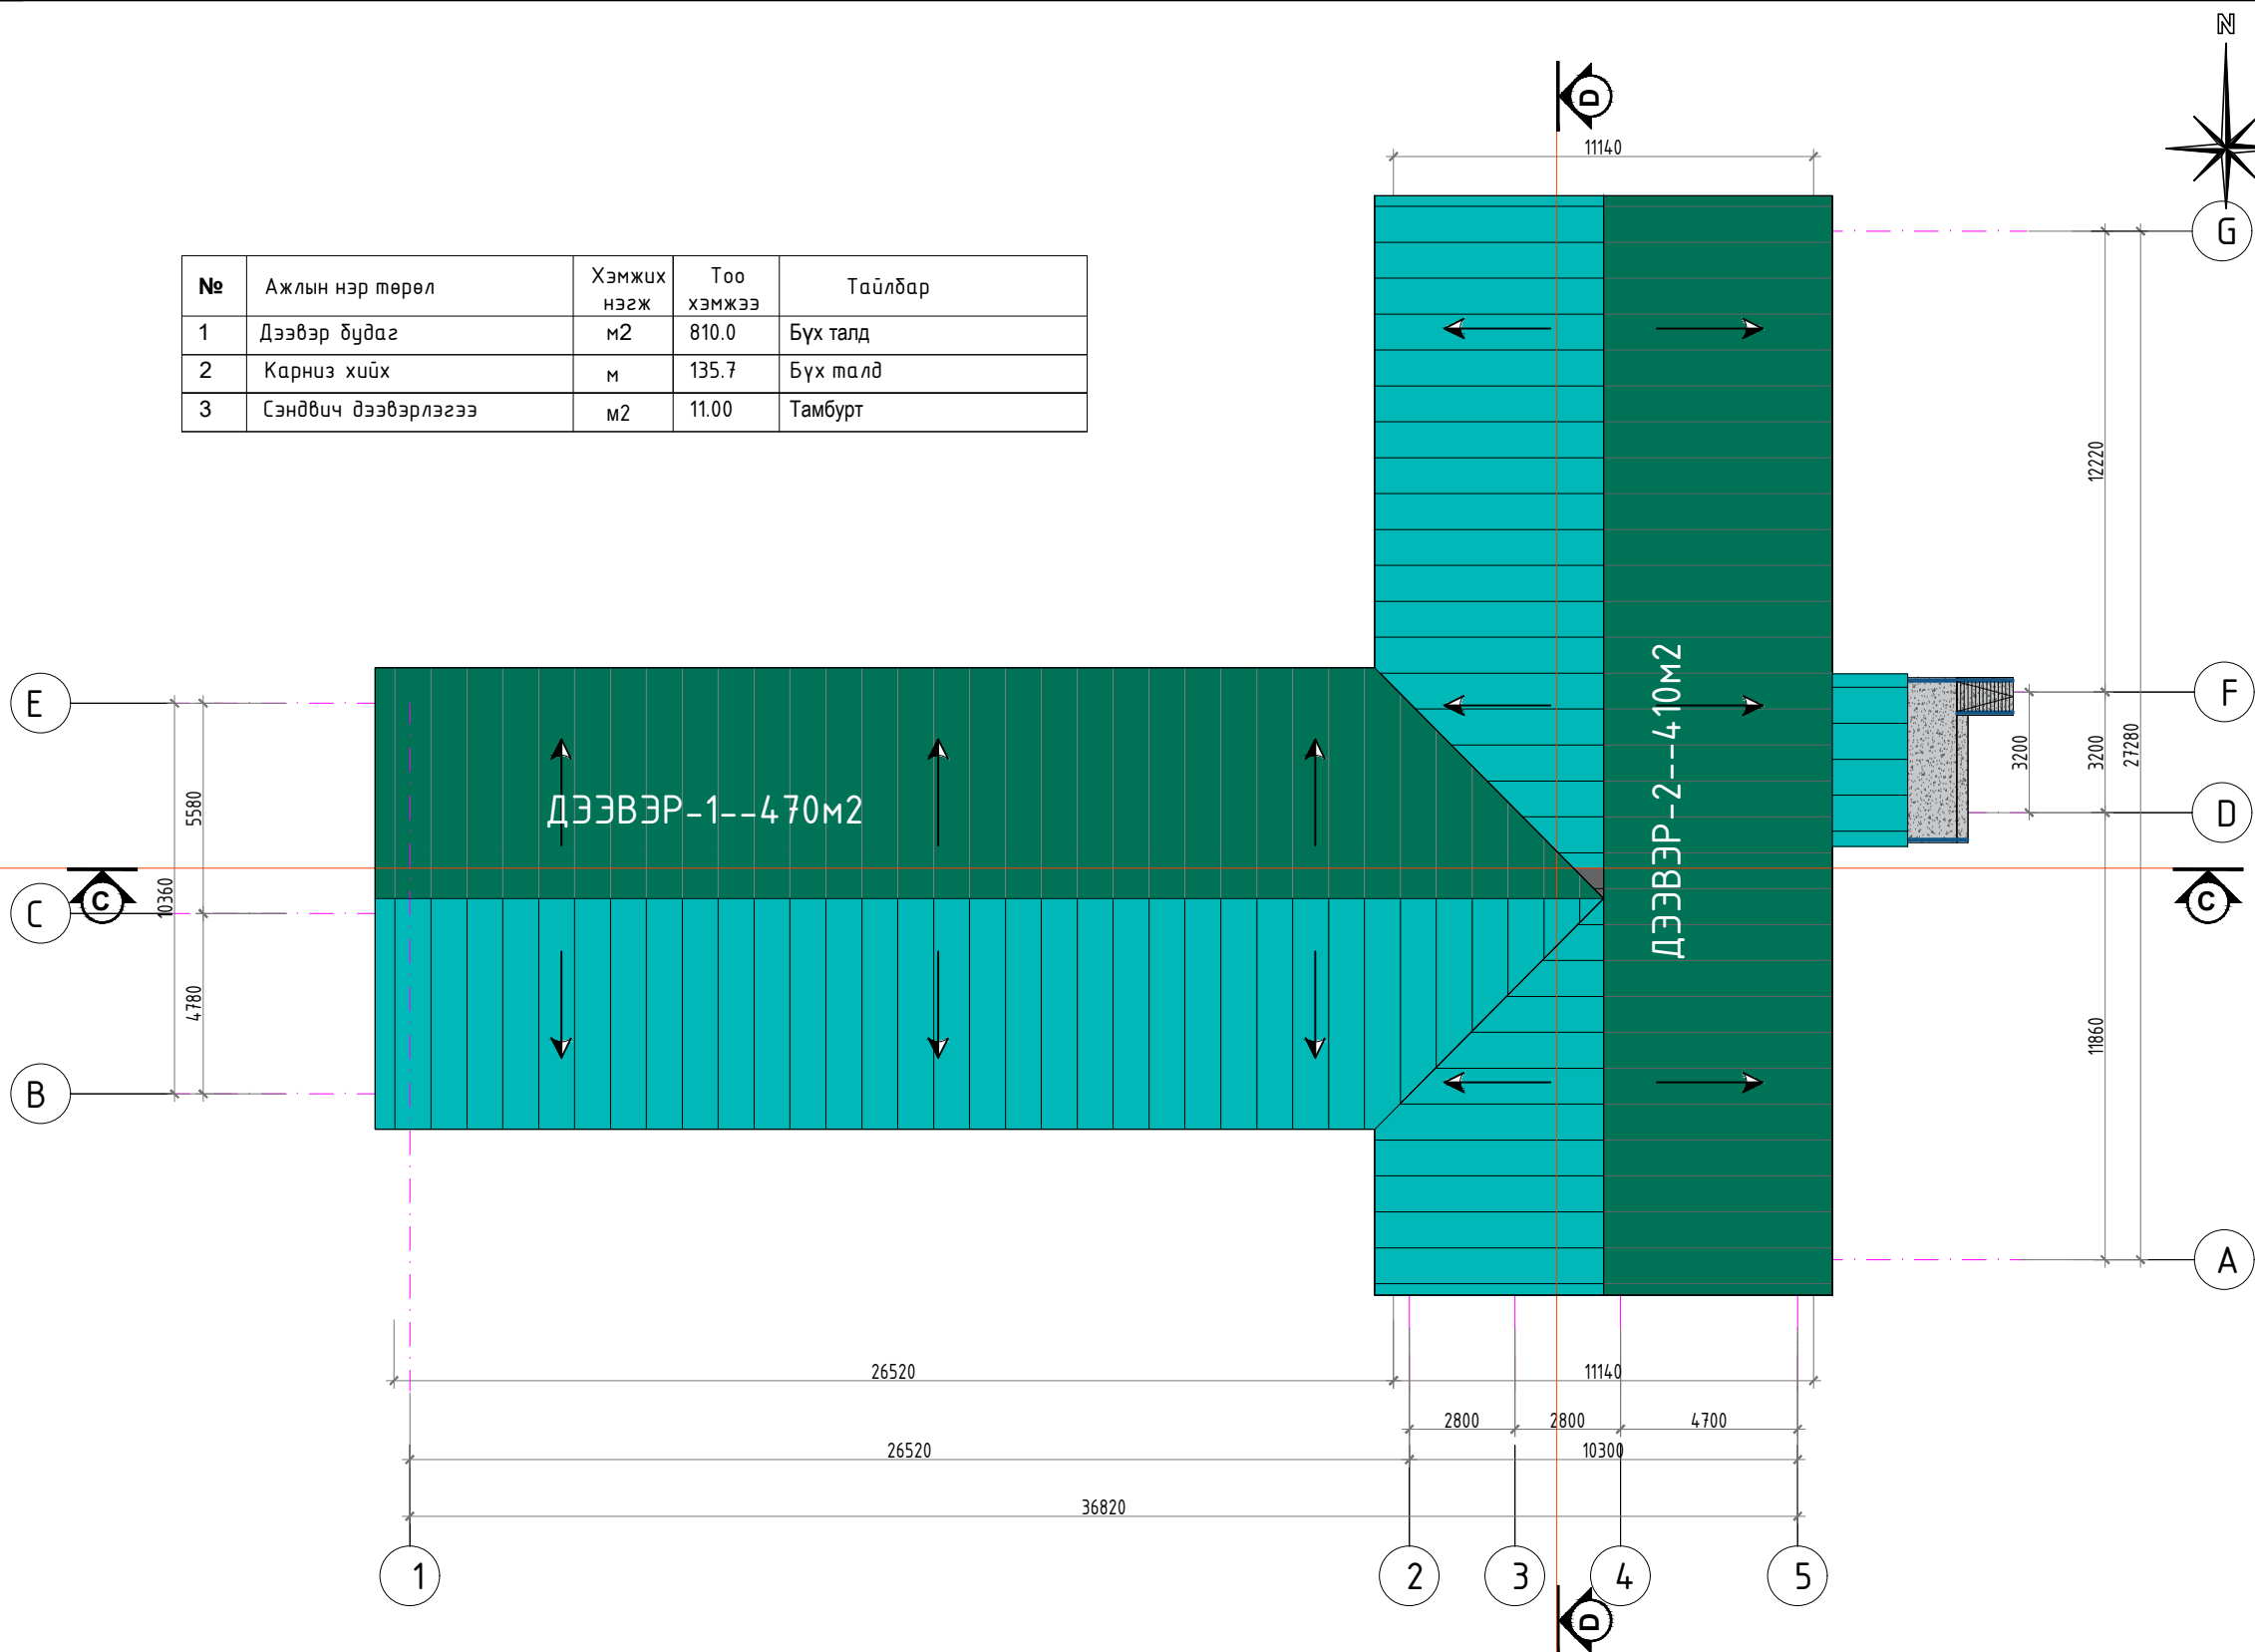 N
D
11140
G
№ Ажлын нэр төрөл Хэмжих нэгж Тоо хэмжээ Тайлбар
1 Дээвэр будаг м2 810.0 Бүх талд
2 Карниз хийх м 135.7 Бүх талд
3 Сэндвич дээвэрлэгээ м2 11.00 Тамбурт
12220
E
F
ДЭЭВЭР-1--470м2
ДЭЭВЭР-2--410м2
5580
3200
3200
27280
D
10360
C
C
C
4780
11860
B
A
26520
11140
2800
2800
4700
26520
10300
36820
1
2
3
4
5
D